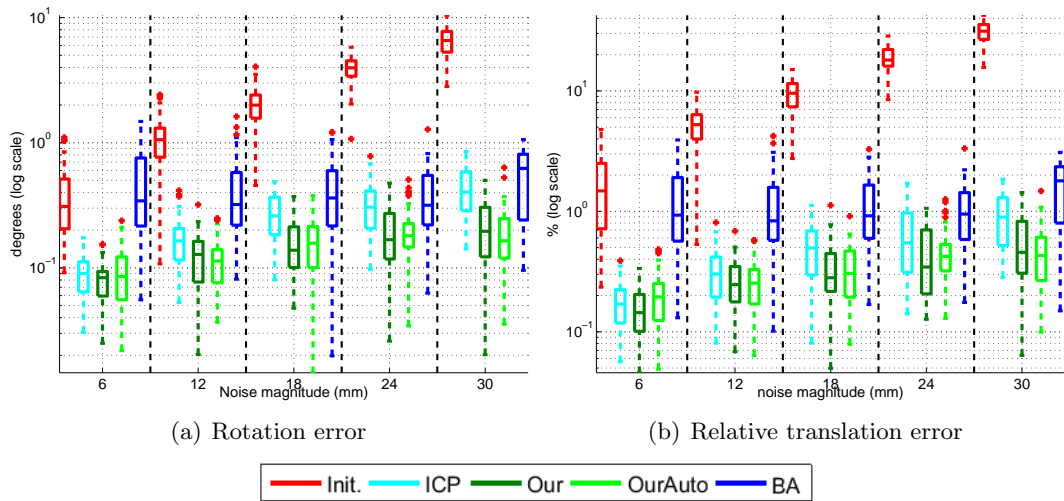 10^1
10^0
10^-1
degrees (log scale)
6
12
18
24
30
Noise magnitude (mm)
(a) Rotation error
10^1
10^0
10^-1
% (log scale)
6
12
18
24
30
noise magnitude (mm)
(b) Relative translation error
Init. ICP Our OurAuto BA